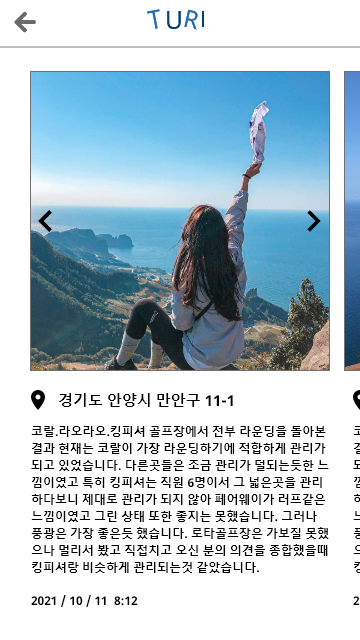 TURI
경기도 안양시 만안구 11-1
코랄.라오라오.킹피셔 골프장에서 전부 라운딩을 돌아본
결과 현재는 코랄이 가장 라운딩하기에 적합하게 관리가
되고 있었습니다. 다른곳들은 조금 관리가 덜되는듯한 느
낌이였고 특히 킹피셔는 직원 6명이서 그 넓은곳을 관리
하다보니 제대로 관리가 되지 않아 페어웨이가 러프같은
느낌이였고 그린 상태 또한 좋지는 못했습니다. 그러나
풍광은 가장 좋은듯 했습니다. 로타골프장은 가보질 못했
으나 멀리서 봤고 직접치고 오신 분의 의견을 종합했을때
킹피셔랑 비슷하게 관리되는것 같았습니다.
2021 / 10 / 11 8:12